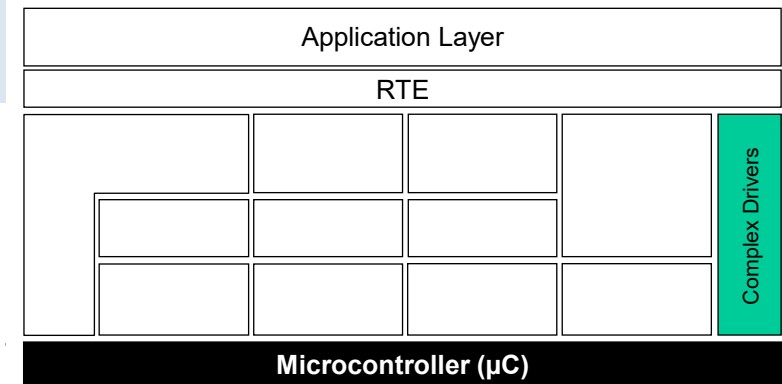 Application Layer
RTE
Complex Drivers
Microcontroller (µC)